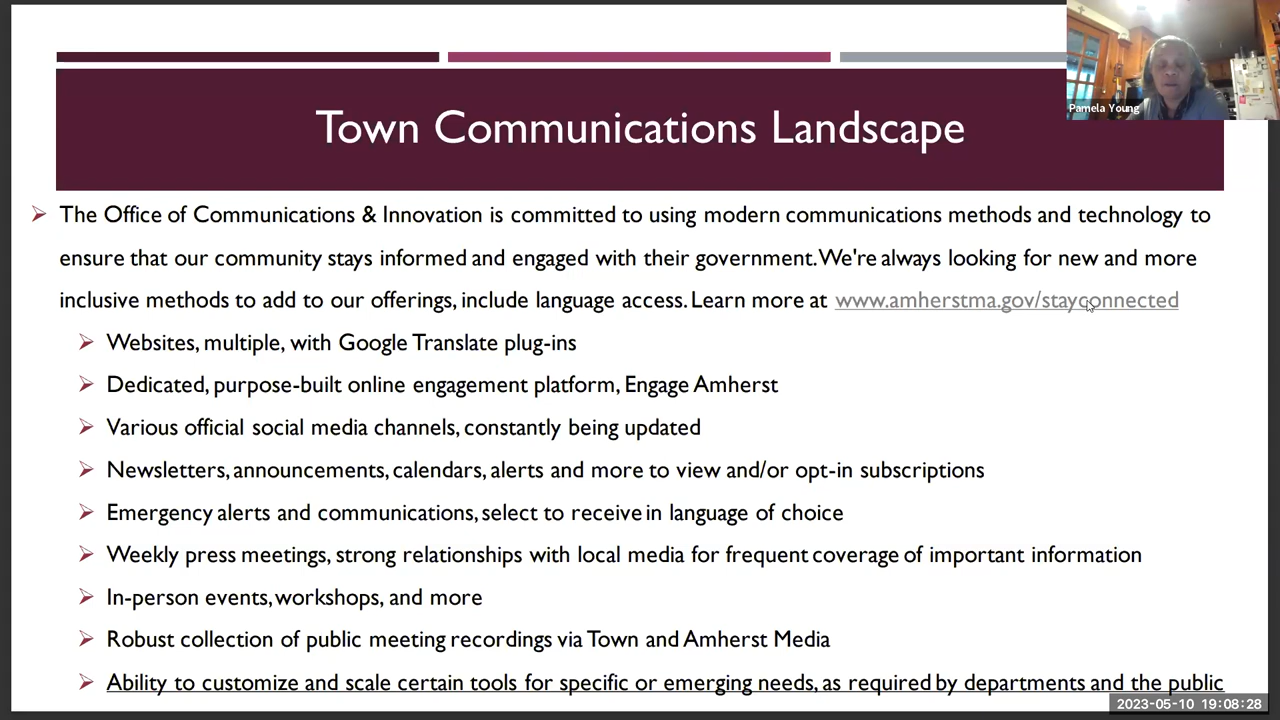 Pamela Young
Town Communications Landscape
The Office of Communications & Innovation is committed to using modern communications methods and technology to
ensure that our community stays informed and engaged with their government. We're always looking for new and more
inclusive methods to add to our offerings, include language access. Learn more at www.amherstma.gov/stayconnected
Websites, multiple, with Google Translate plug-ins
Dedicated, purpose-built online engagement platform, Engage Amherst
Various official social media channels, constantly being updated
Newsletters, announcements, calendars, alerts and more to view and/or opt-in subscriptions
Emergency alerts and communications, select to receive in language of choice
Weekly press meetings, strong relationships with local media for frequent coverage of important information
In-person events, workshops, and more
Robust collection of public meeting recordings via Town and Amherst Media
Ability to customize and scale certain tools for specific or emerging needs, as required by departments and the public
2023-05-10 19:08:28